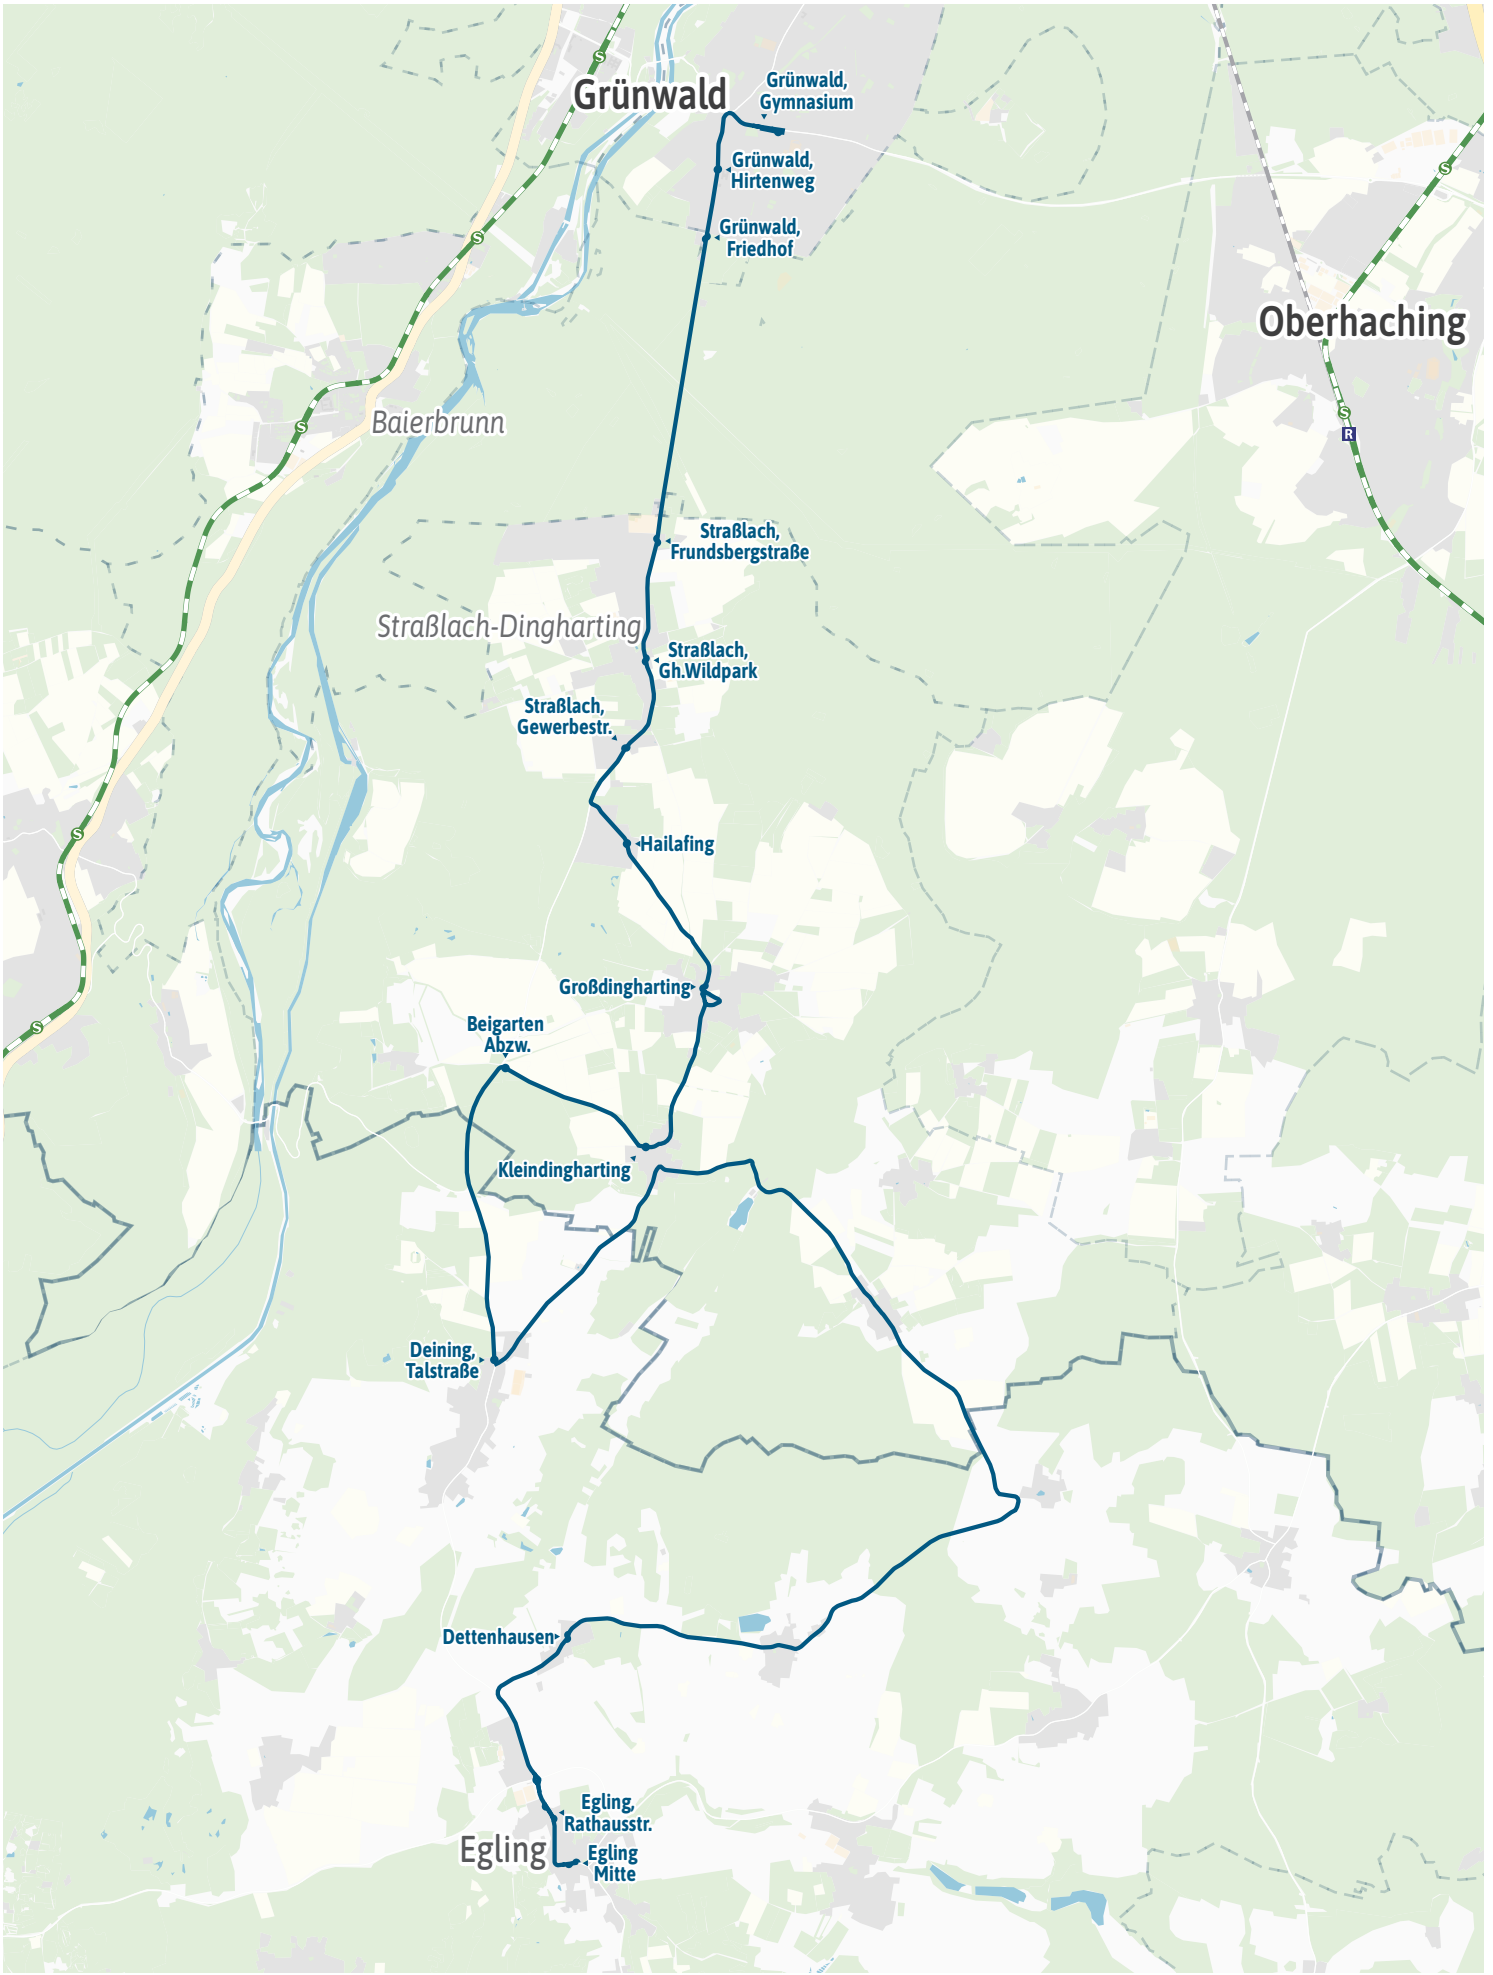 S
Grünwald
Grünwald,
Gymnasium
Grünwald,
Hirtenweg
S
Grünwald,
Friedhof
S
Oberhaching
Baierbrunn
S
S
R
Straßlach,
Frundsbergstraße
Straßlach-Dingharting
Straßlach,
Gh.Wildpark
Straßlach,
Gewerbestr.
S
Hailafing
Großdingharting
S
Beigarten
Abzw.
Kleindingharting
Deining,
Talstraße
Dettenhausen
Egling,
Rathausstr.
Egling
Egling
Mitte